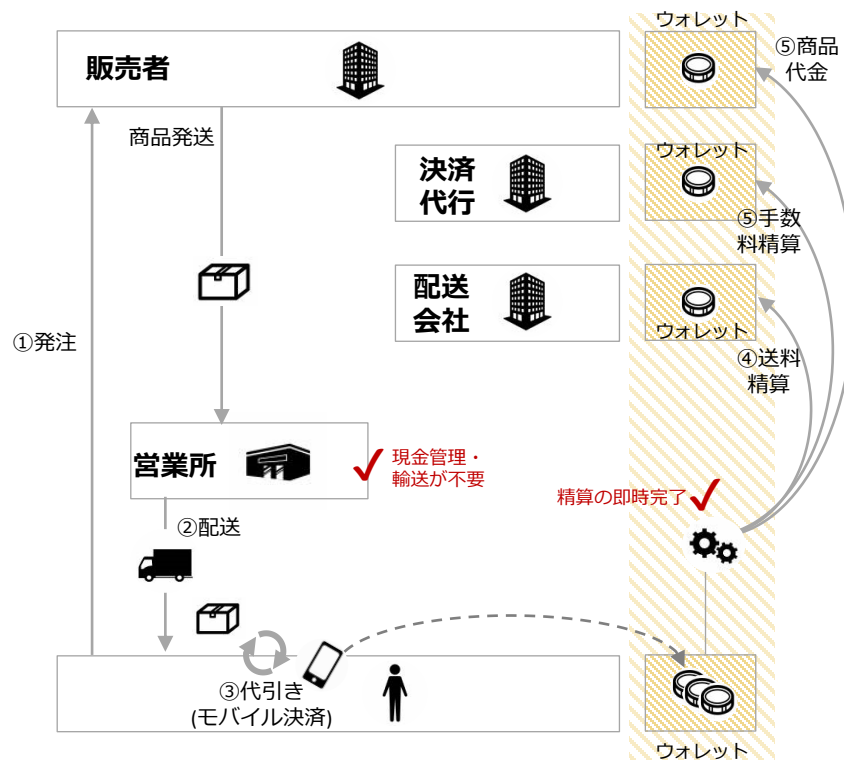 ウォレット
販売者
⑤商品
代金
商品発送
ウォレット
決済
代行
⑤手数
料精算
配送
会社
ウォレット
①発注
④送料
精算
営業所
現金管理・
輸送が不要
精算の即時完了
②配送
③代引き
(モバイル決済)
ウォレット